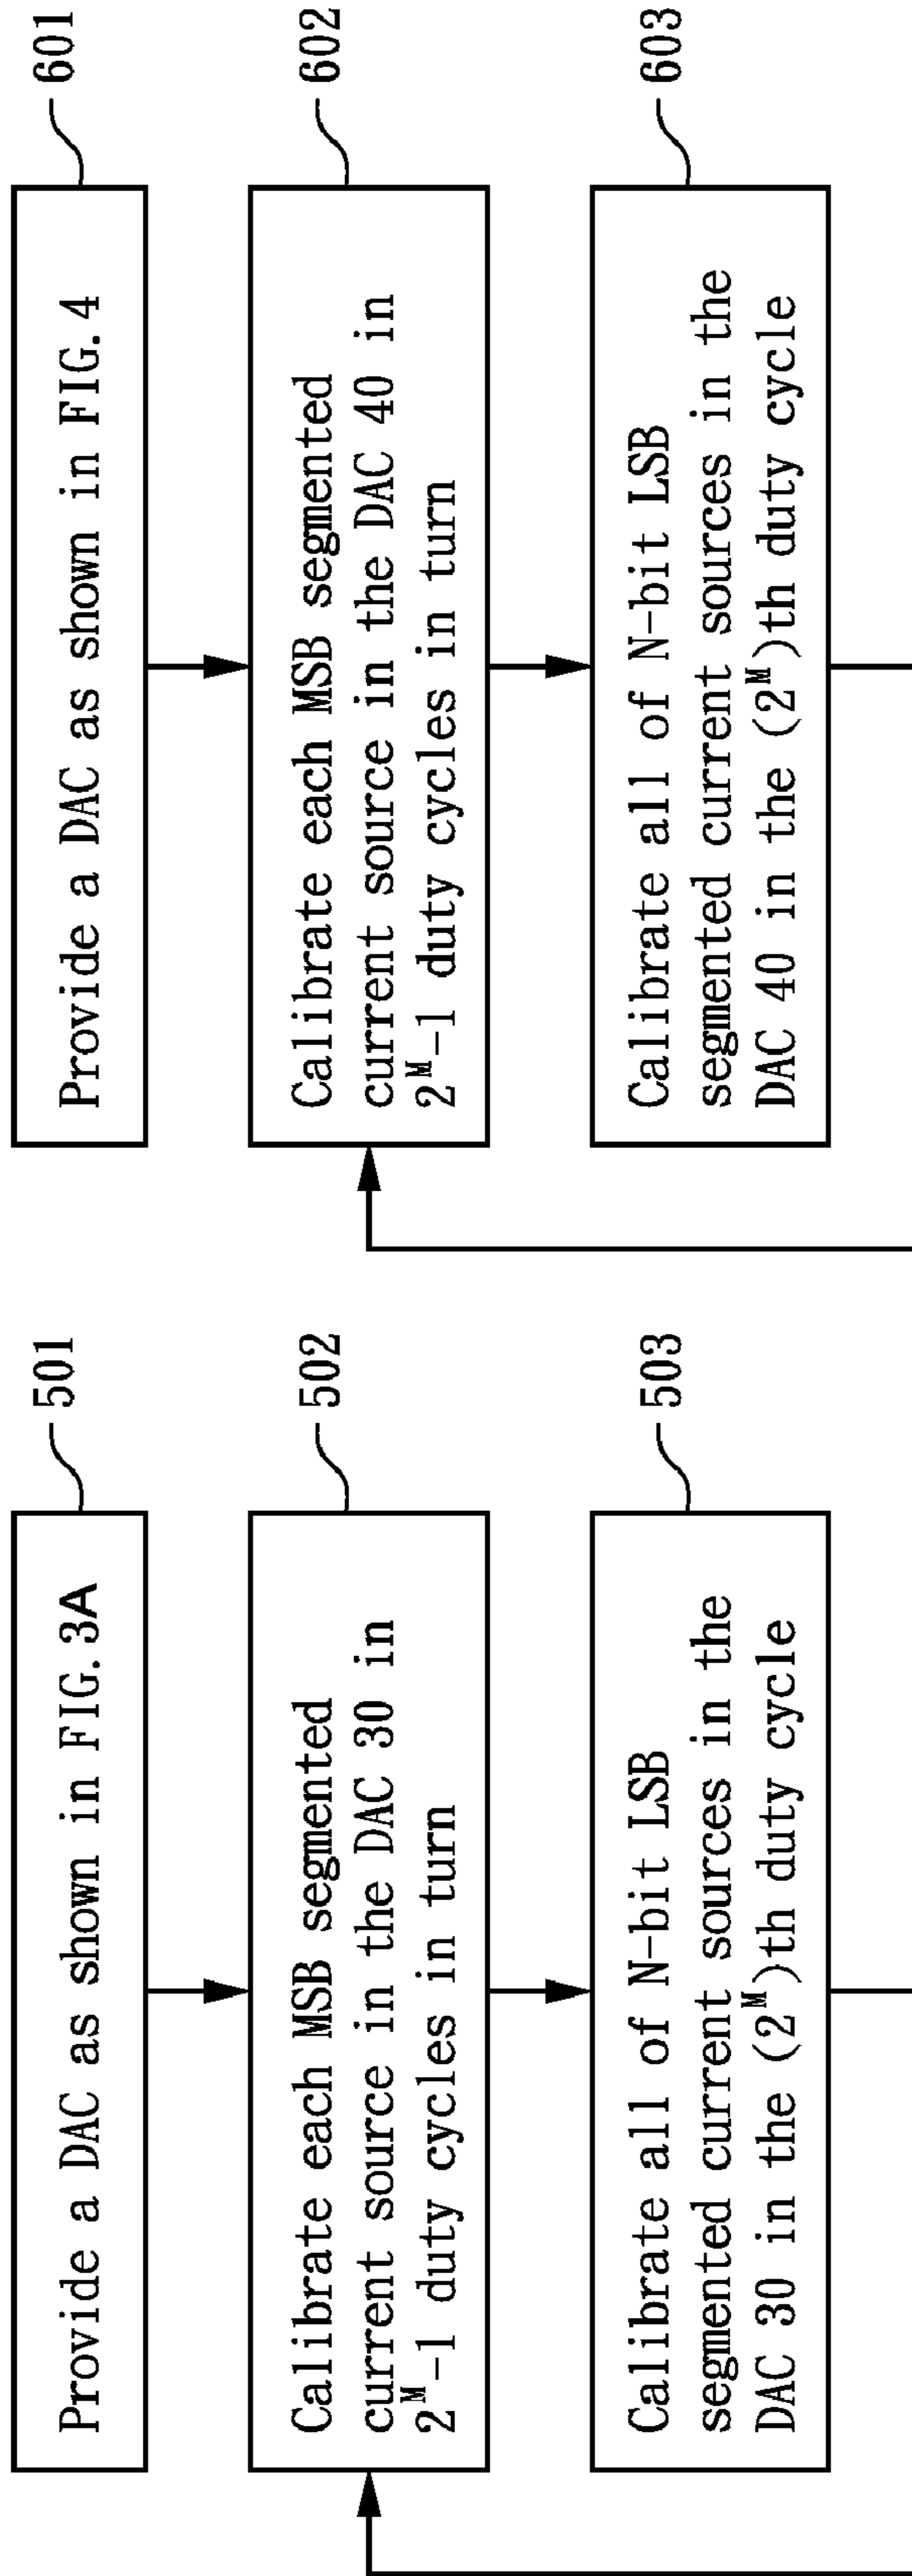 Provide a DAC as shown in FIG. 3A
501
Calibrate each MSB segmented
current source in the DAC 30 in
2ᴹ-1 duty cycles in turn
502
Calibrate all of N-bit LSB
segmented current sources in the
DAC 30 in the (2ᴹ)th duty cycle
503
Provide a DAC as shown in FIG. 4
601
Calibrate each MSB segmented
current source in the DAC 40 in
2ᴹ-1 duty cycles in turn
602
Calibrate all of N-bit LSB
segmented current sources in the
DAC 40 in the (2ᴹ)th duty cycle
603